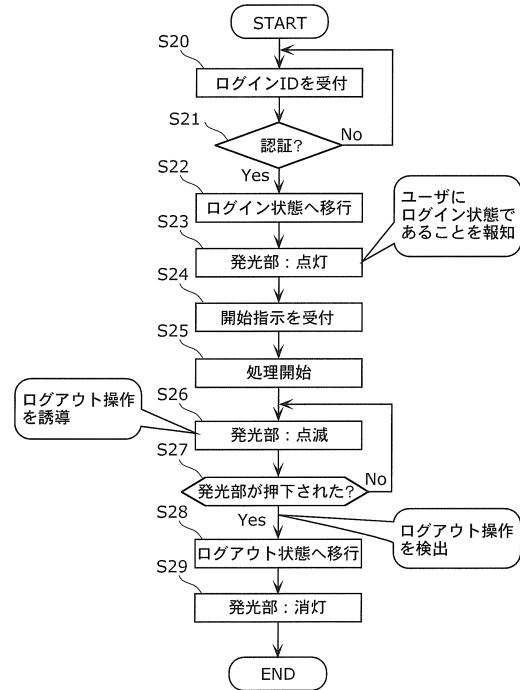 START
S20
ログインIDを受付
S21
認証?
No
Yes
S22
ログイン状態へ移行
ユーザに
ログイン状態で
あることを報知
S23
発光部：点灯
S24
開始指示を受付
S25
処理開始
ログアウト操作
を誘導
S26
発光部：点滅
S27
発光部が押下された?
No
Yes
ログアウト操作
を検出
S28
ログアウト状態へ移行
S29
発光部：消灯
END